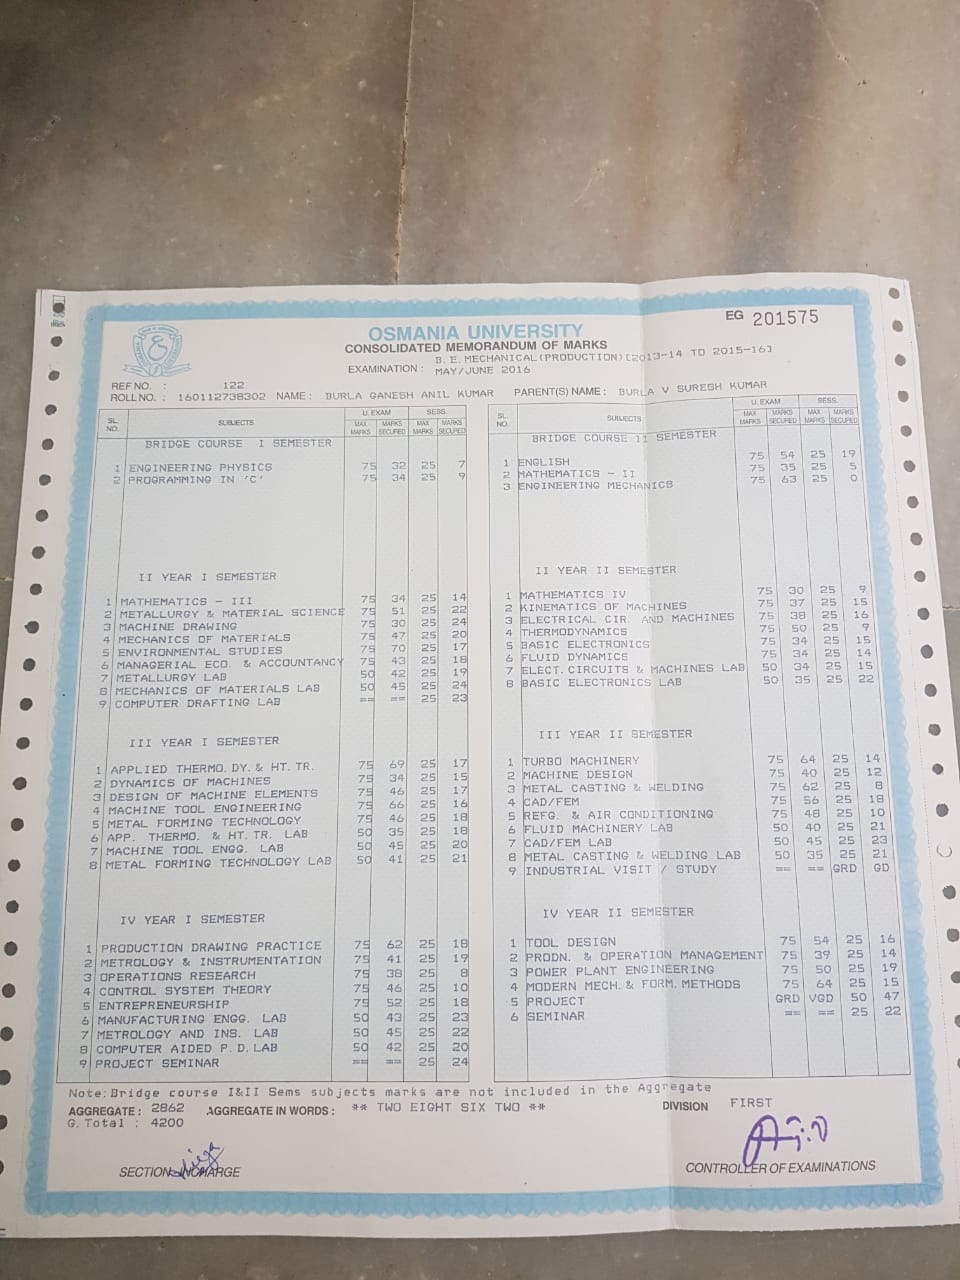 EG 201575
OSMANIA UNIVERSITY
CONSOLIDATED MEMORANDUM OF MARKS
B. E. MECHANICAL(PRODUCTION)[2013-14 TO 2015-16]
EXAMINATION : MAY/JUNE 2016
REF NO. : 122
ROLL NO. : 160112738302 NAME : BURLA GANESH ANIL KUMAR PARENT(S) NAME : BURLA V SURESH KUMAR
SL. NO. SUBJECTS U. EXAM MAX MARKS MARKS SECURED SESS. MAX MARKS MARKS SECURED
BRIDGE COURSE I SEMESTER
1 ENGINEERING PHYSICS 75 32 25 7
2 PROGRAMMING IN 'C' 75 34 25 9
II YEAR I SEMESTER
1 MATHEMATICS - III 75 34 25 14
2 METALLURGY & MATERIAL SCIENCE 75 51 25 22
3 MACHINE DRAWING 75 30 25 24
4 MECHANICS OF MATERIALS 75 47 25 20
5 ENVIRONMENTAL STUDIES 75 70 25 17
6 MANAGERIAL ECO. & ACCOUNTANCY 75 43 25 18
7 METALLURGY LAB 50 42 25 19
8 MECHANICS OF MATERIALS LAB 50 45 25 24
9 COMPUTER DRAFTING LAB == == 25 23
III YEAR I SEMESTER
1 APPLIED THERMO. DY. & HT. TR. 75 69 25 17
2 DYNAMICS OF MACHINES 75 34 25 15
3 DESIGN OF MACHINE ELEMENTS 75 46 25 17
4 MACHINE TOOL ENGINEERING 75 66 25 16
5 METAL FORMING TECHNOLOGY 75 46 25 18
6 APP. THERMO. & HT. TR. LAB 50 35 25 18
7 MACHINE TOOL ENGG. LAB 50 45 25 20
8 METAL FORMING TECHNOLOGY LAB 50 41 25 21
IV YEAR I SEMESTER
1 PRODUCTION DRAWING PRACTICE 75 62 25 18
2 METROLOGY & INSTRUMENTATION 75 41 25 19
3 OPERATIONS RESEARCH 75 38 25 8
4 CONTROL SYSTEM THEORY 75 46 25 10
5 ENTREPRENEURSHIP 75 52 25 18
6 MANUFACTURING ENGG. LAB 50 43 25 23
7 METROLOGY AND INS. LAB 50 45 25 22
8 COMPUTER AIDED P. D. LAB 50 42 25 20
9 PROJECT SEMINAR == == 25 24
SL. NO. SUBJECTS U. EXAM MAX MARKS MARKS SECURED SESS. MAX MARKS MARKS SECURED
BRIDGE COURSE II SEMESTER
1 ENGLISH 75 54 25 19
2 MATHEMATICS - II 75 35 25 5
3 ENGINEERING MECHANICS 75 63 25 0
II YEAR II SEMESTER
1 MATHEMATICS IV 75 30 25 9
2 KINEMATICS OF MACHINES 75 37 25 15
3 ELECTRICAL CIR. AND MACHINES 75 38 25 16
4 THERMODYNAMICS 75 50 25 9
5 BASIC ELECTRONICS 75 34 25 15
6 FLUID DYNAMICS 75 34 25 14
7 ELECT. CIRCUITS & MACHINES LAB 50 34 25 15
8 BASIC ELECTRONICS LAB 50 35 25 22
III YEAR II SEMESTER
1 TURBO MACHINERY 75 64 25 14
2 MACHINE DESIGN 75 40 25 12
3 METAL CASTING & WELDING 75 62 25 8
4 CAD/FEM 75 56 25 18
5 REFG. & AIR CONDITIONING 75 48 25 10
6 FLUID MACHINERY LAB 50 40 25 21
7 CAD/FEM LAB 50 45 25 23
8 METAL CASTING & WELDING LAB 50 35 25 21
9 INDUSTRIAL VISIT / STUDY == == GRD GD
IV YEAR II SEMESTER
1 TOOL DESIGN 75 54 25 16
2 PRODN. & OPERATION MANAGEMENT 75 39 25 14
3 POWER PLANT ENGINEERING 75 50 25 19
4 MODERN MECH. & FORM. METHODS 75 64 25 15
5 PROJECT GRD VGD 50 47
6 SEMINAR == == 25 22
Note:Bridge course I&II Sems subjects marks are not included in the Aggregate
AGGREGATE : 2862 AGGREGATE IN WORDS : ** TWO EIGHT SIX TWO ** DIVISION FIRST
G. Total : 4200
SECTION INCHARGE CONTROLLER OF EXAMINATIONS